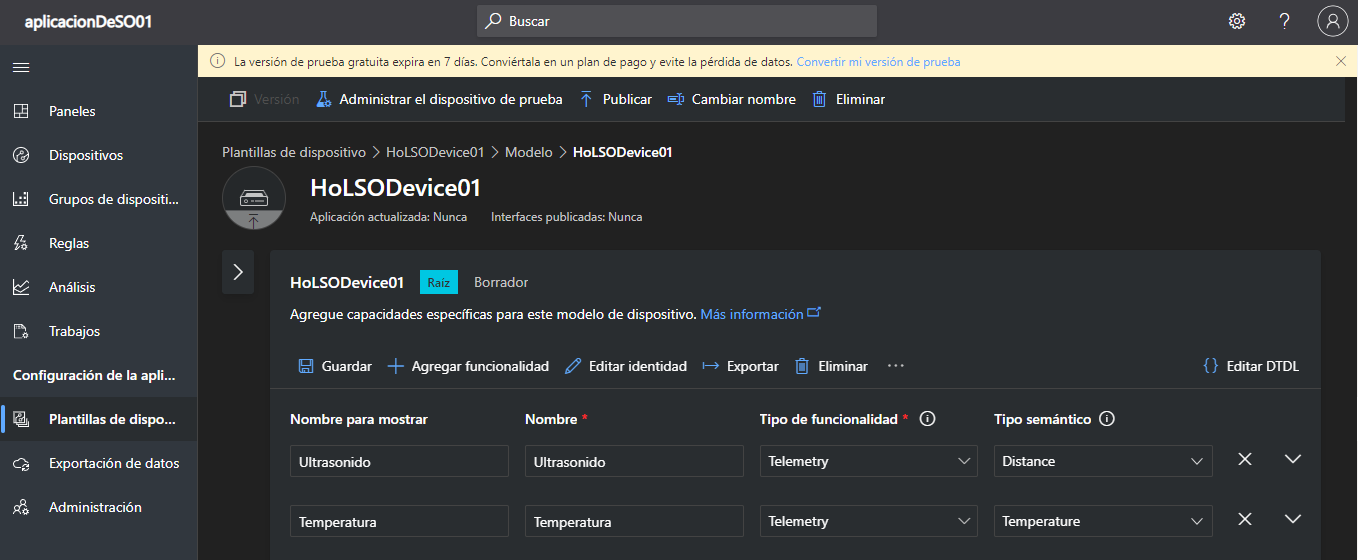 aplicacionDeSO01
Buscar
La versión de prueba gratuita expira en 7 días. Conviértala en un plan de pago y evite la pérdida de datos. Convertir mi versión de prueba
Versión
Administrar el dispositivo de prueba
Publicar
Cambiar nombre
Eliminar
Paneles
Dispositivos
Grupos de dispositi...
Reglas
Análisis
Trabajos
Configuración de la apli...
Plantillas de dispo...
Exportación de datos
Administración
Plantillas de dispositivo > HoLSODevice01 > Modelo > HoLSODevice01
HoLSODevice01
Aplicación actualizada: Nunca Interfaces publicadas: Nunca
HoLSODevice01 Raíz Borrador
Agregue capacidades específicas para este modelo de dispositivo. Más información
Guardar Agregar funcionalidad Editar identidad Exportar Eliminar ... {} Editar DTDL
Nombre para mostrar Nombre * Tipo de funcionalidad * Tipo semántico
Ultrasonido Ultrasonido Telemetry Distance
Temperatura Temperatura Telemetry Temperature